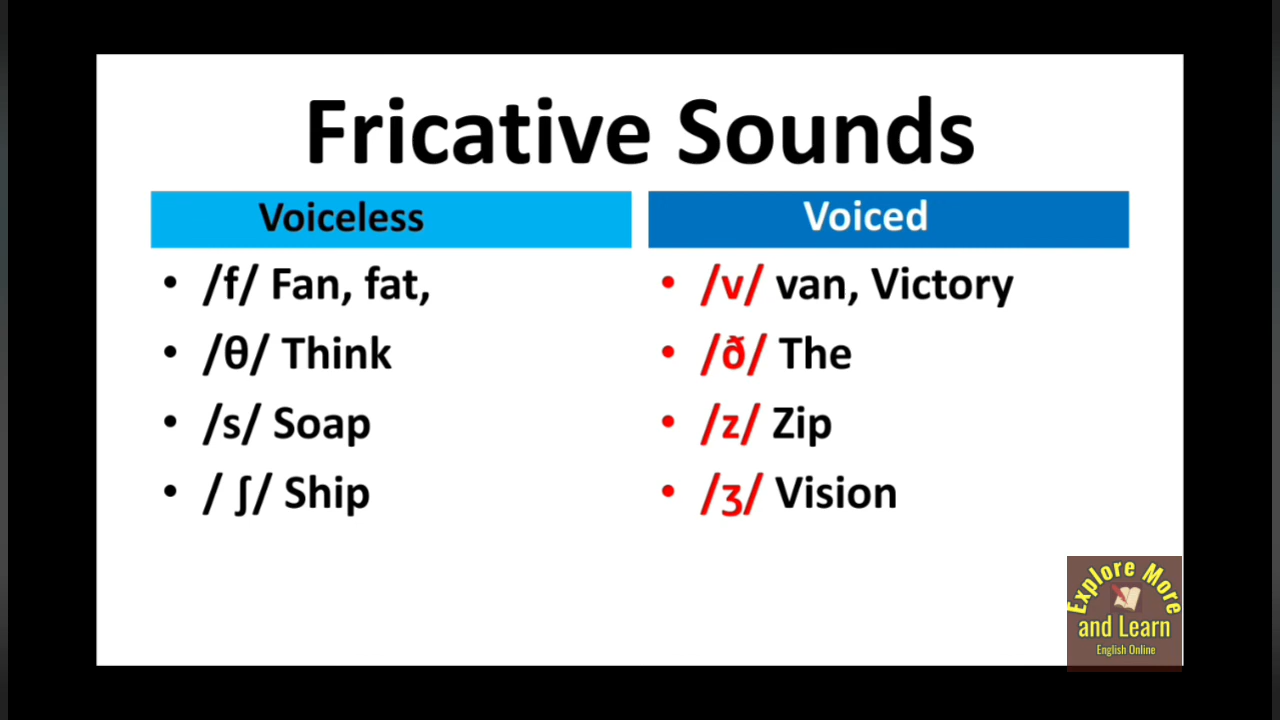 Fricative Sounds
Voiceless
• /f/ Fan, fat,
• /θ/ Think
• /s/ Soap
• / ʃ/ Ship
Voiced
• /v/ van, Victory
• /ð/ The
• /z/ Zip
• /ʒ/ Vision
Explore More
and Learn
English Online